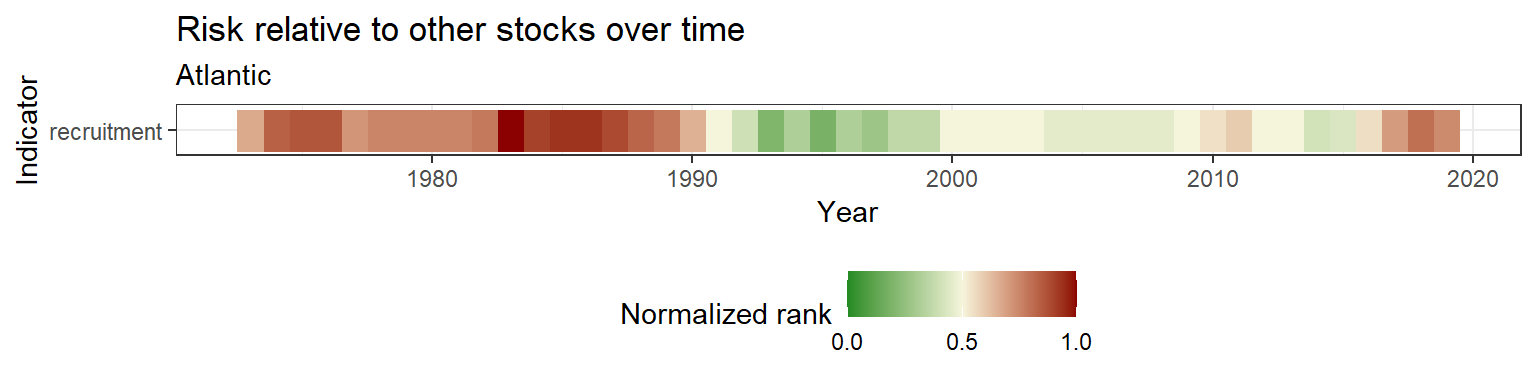 Risk relative to other stocks over time
Atlantic
Indicator
recruitment
1980 1990 2000 2010 2020
Year
Normalized rank
0.0 0.5 1.0